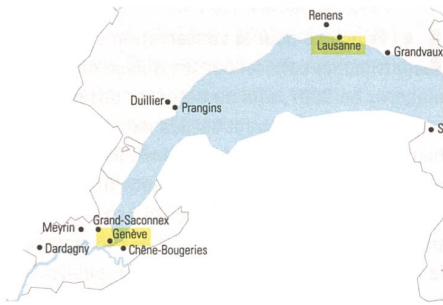 Renens
Lausanne
Grandvaux
Duillier
Prangins
S
Meyrin
Grand-Saconnex
Genève
Dardagny
Chêne-Bougeries